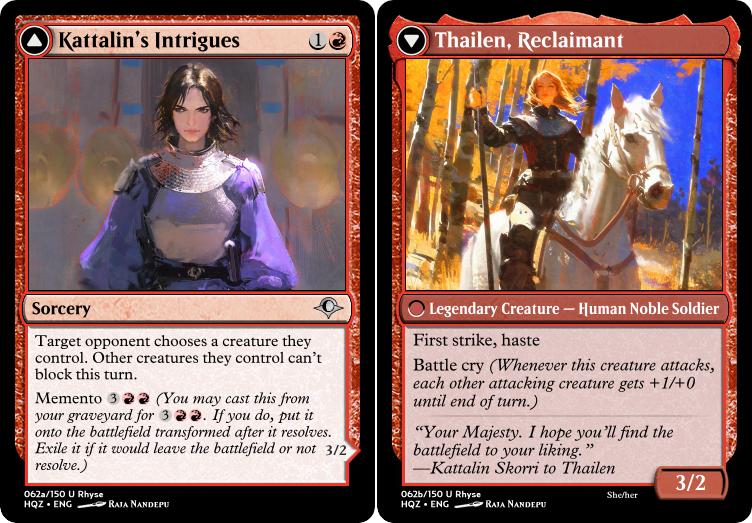 Kattalin's Intrigues 1
Sorcery
Target opponent chooses a creature they
control. Other creatures they control can't
block this turn.
Memento 3 (You may cast this from
your graveyard for 3. If you do, put it
onto the battlefield transformed after it resolves.
Exile it if it would leave the battlefield or not
resolve.)
3/2
062a/150 U Rhyse
HQZ • ENG Raja Nandepu
Thailen, Reclaimant
Legendary Creature — Human Noble Soldier
First strike, haste
Battle cry (Whenever this creature attacks,
each other attacking creature gets +1/+0
until end of turn.)
"Your Majesty. I hope you'll find the
battlefield to your liking."
—Kattalin Skorri to Thailen
3/2
062b/150 U Rhyse
HQZ • ENG Raja Nandepu
She/her